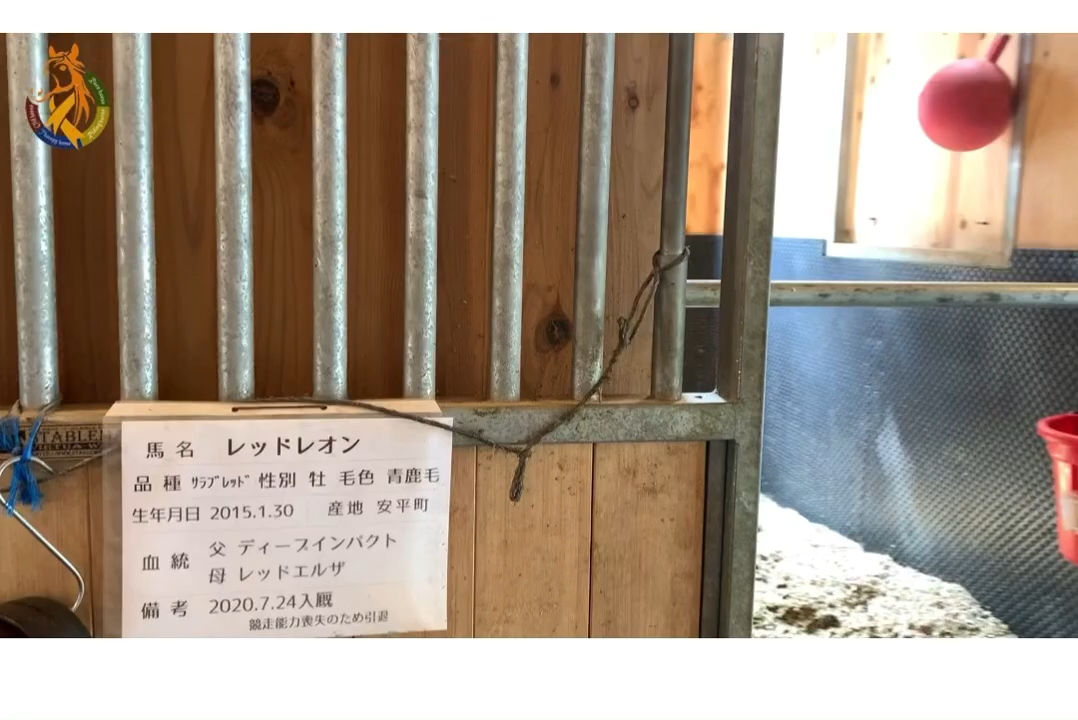 馬名 レッドレオン
品種 ｻﾗﾌﾞﾚｯﾄﾞ 性別 牡 毛色 青鹿毛
生年月日 2015.1.30 産地 安平町
血統 父 ディープインパクト
母 レッドエルザ
備考 2020.7.24入厩
競走能力喪失のため引退